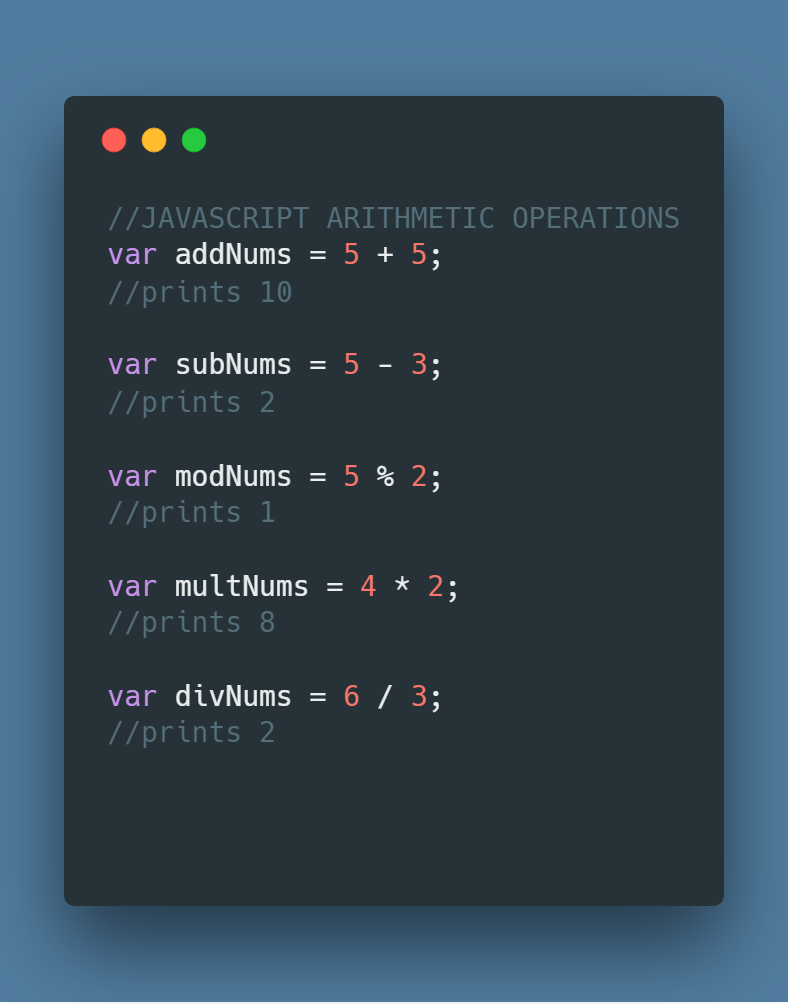 //JAVASCRIPT ARITHMETIC OPERATIONS
var addNums = 5 + 5;
//prints 10
var subNums = 5 - 3;
//prints 2
var modNums = 5 % 2;
//prints 1
var multNums = 4 * 2;
//prints 8
var divNums = 6 / 3;
//prints 2